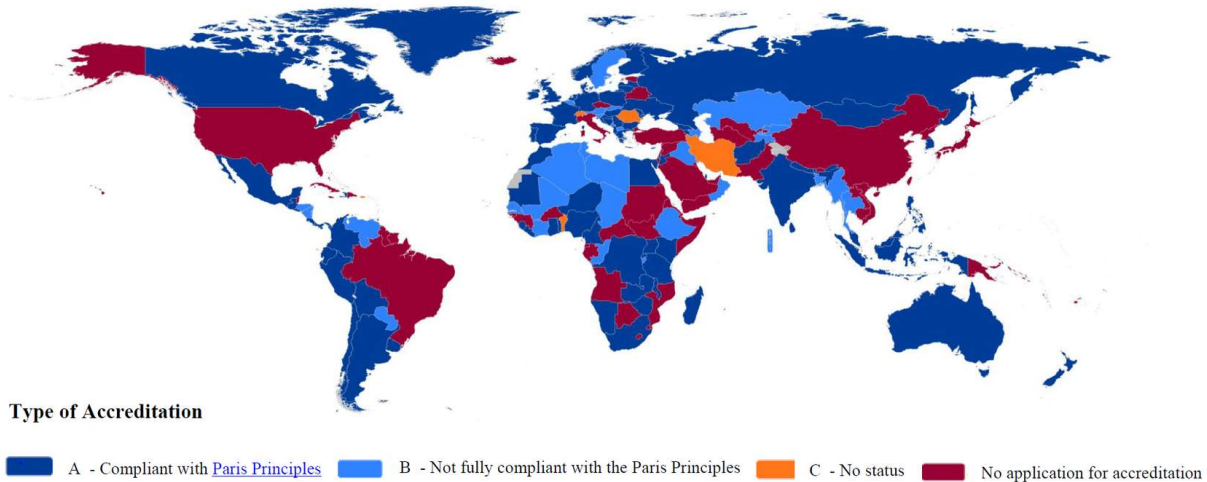 Type of Accreditation
A - Compliant with Paris Principles
B - Not fully compliant with the Paris Principles
C - No status
No application for accreditation